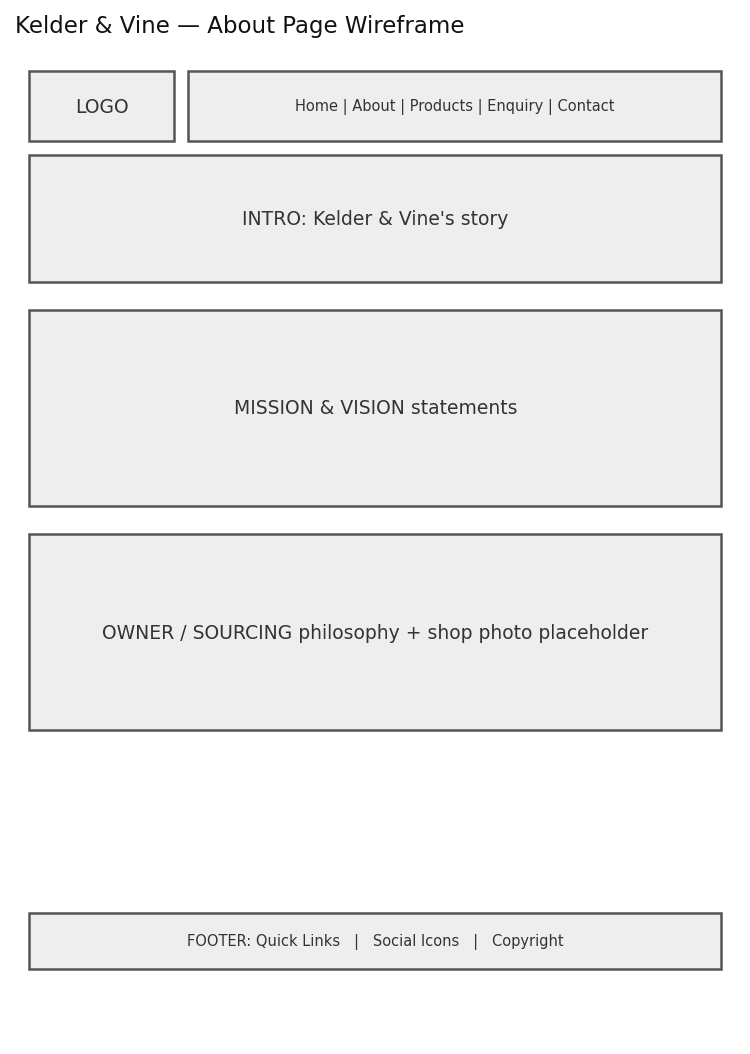 Kelder & Vine — About Page Wireframe
LOGO
Home | About | Products | Enquiry | Contact
INTRO: Kelder & Vine's story
MISSION & VISION statements
OWNER / SOURCING philosophy + shop photo placeholder
FOOTER: Quick Links | Social Icons | Copyright